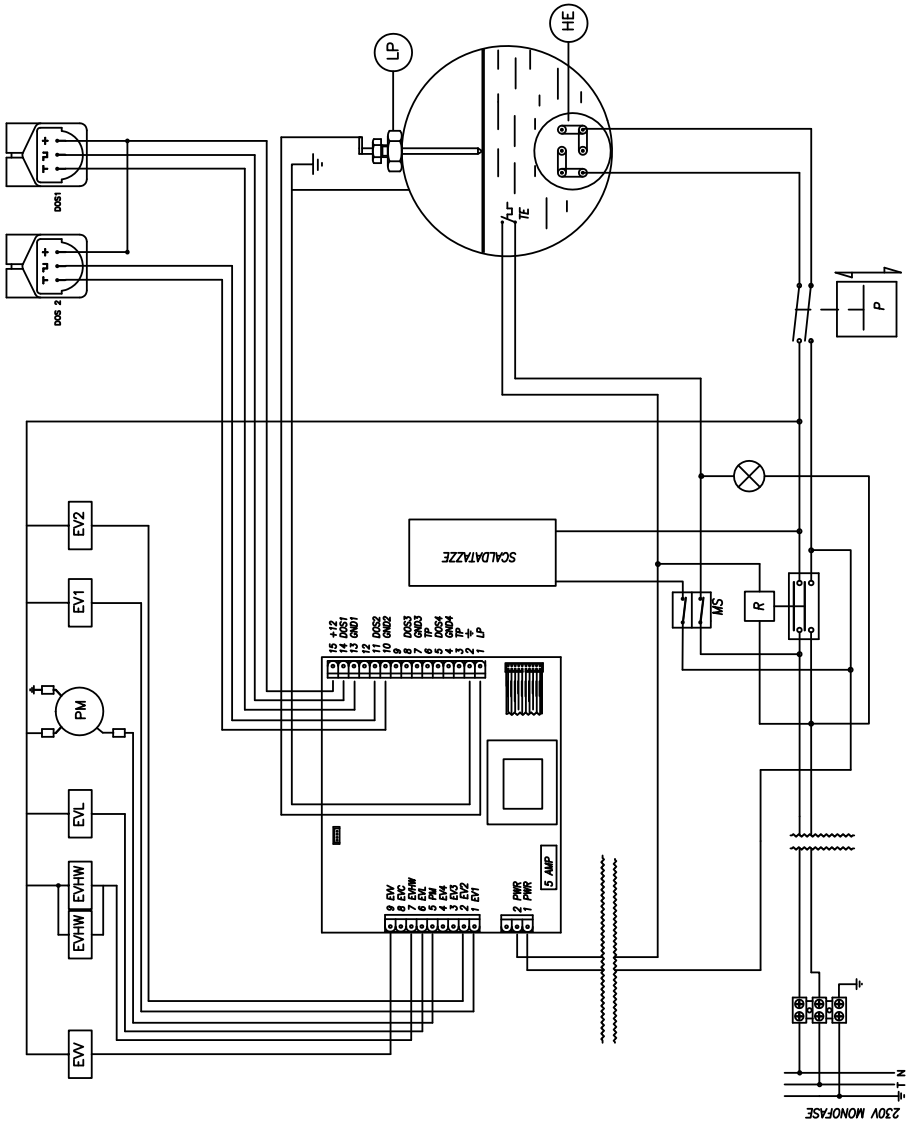 HE
LP
DOS1
+
DOS 2
+
TE
P
EV2
EV1
PM
EVL
EVHW
EVHW
EVV
SCALDATAZZE
MS
R
15 +12
14 DOS1
13 GND1
12
11 DOS2
10 GND2
9
8 DOS3
7 GND3
6 TP
5 DOS4
4 GND4
3 TP
2
1 LP
9 EVV
8 EVC
7 EVHW
6 EVL
5 PM
4 EV4
3 EV3
2 EV2
1 EV1
2 PWR
1 PWR
5 AMP
N
T
230V MONOFASE